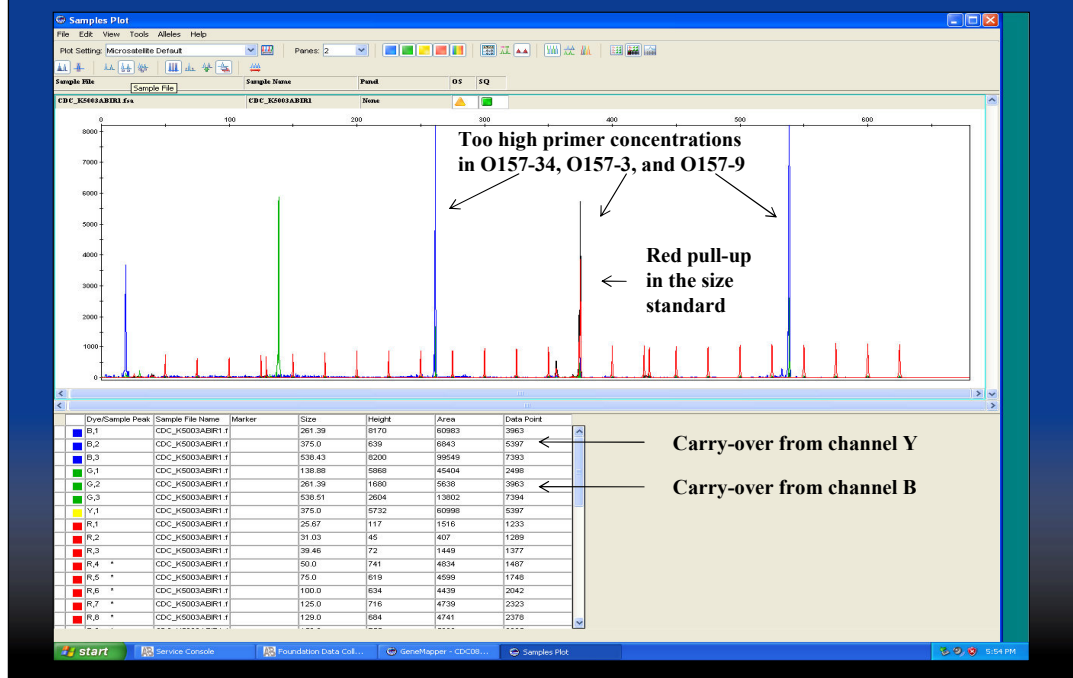 Samples Plot
File Edit View Tools Alleles Help
Plot Setting: Microsatellite Default Panes: 2
Sample File Sample Name Panel OS SQ
Sample File
CDC_K5003ABIR1.fsa CDC_K5003ABIR1 None
0 100 200 300 400 500 600
8000
7000
6000
5000
4000
3000
2000
1000
0
Too high primer concentrations
in O157-34, O157-3, and O157-9
Red pull-up
in the size
standard
Dye/Sample Peak Sample File Name Marker Size Height Area Data Point
B,1 CDC_K5003ABIR1.f 261.39 8170 60983 3963
B,2 CDC_K5003ABIR1.f 375.0 639 6843 5397
B,3 CDC_K5003ABIR1.f 538.43 8200 99549 7393
G,1 CDC_K5003ABIR1.f 138.88 5868 45404 2498
G,2 CDC_K5003ABIR1.f 261.39 1680 5638 3963
G,3 CDC_K5003ABIR1.f 538.51 2604 13802 7394
Y,1 CDC_K5003ABIR1.f 375.0 5732 60998 5397
R,1 CDC_K5003ABIR1.f 25.67 117 1516 1233
R,2 CDC_K5003ABIR1.f 31.03 45 407 1289
R,3 CDC_K5003ABIR1.f 39.46 72 1449 1377
R,4 * CDC_K5003ABIR1.f 50.0 741 4834 1487
R,5 * CDC_K5003ABIR1.f 75.0 619 4599 1748
R,6 * CDC_K5003ABIR1.f 100.0 634 4439 2042
R,7 * CDC_K5003ABIR1.f 125.0 716 4739 2323
R,8 * CDC_K5003ABIR1.f 129.0 684 4741 2378
Carry-over from channel Y
Carry-over from channel B
start Service Console Foundation Data Coll... GeneMapper - CDC08... Samples Plot 5:54 PM